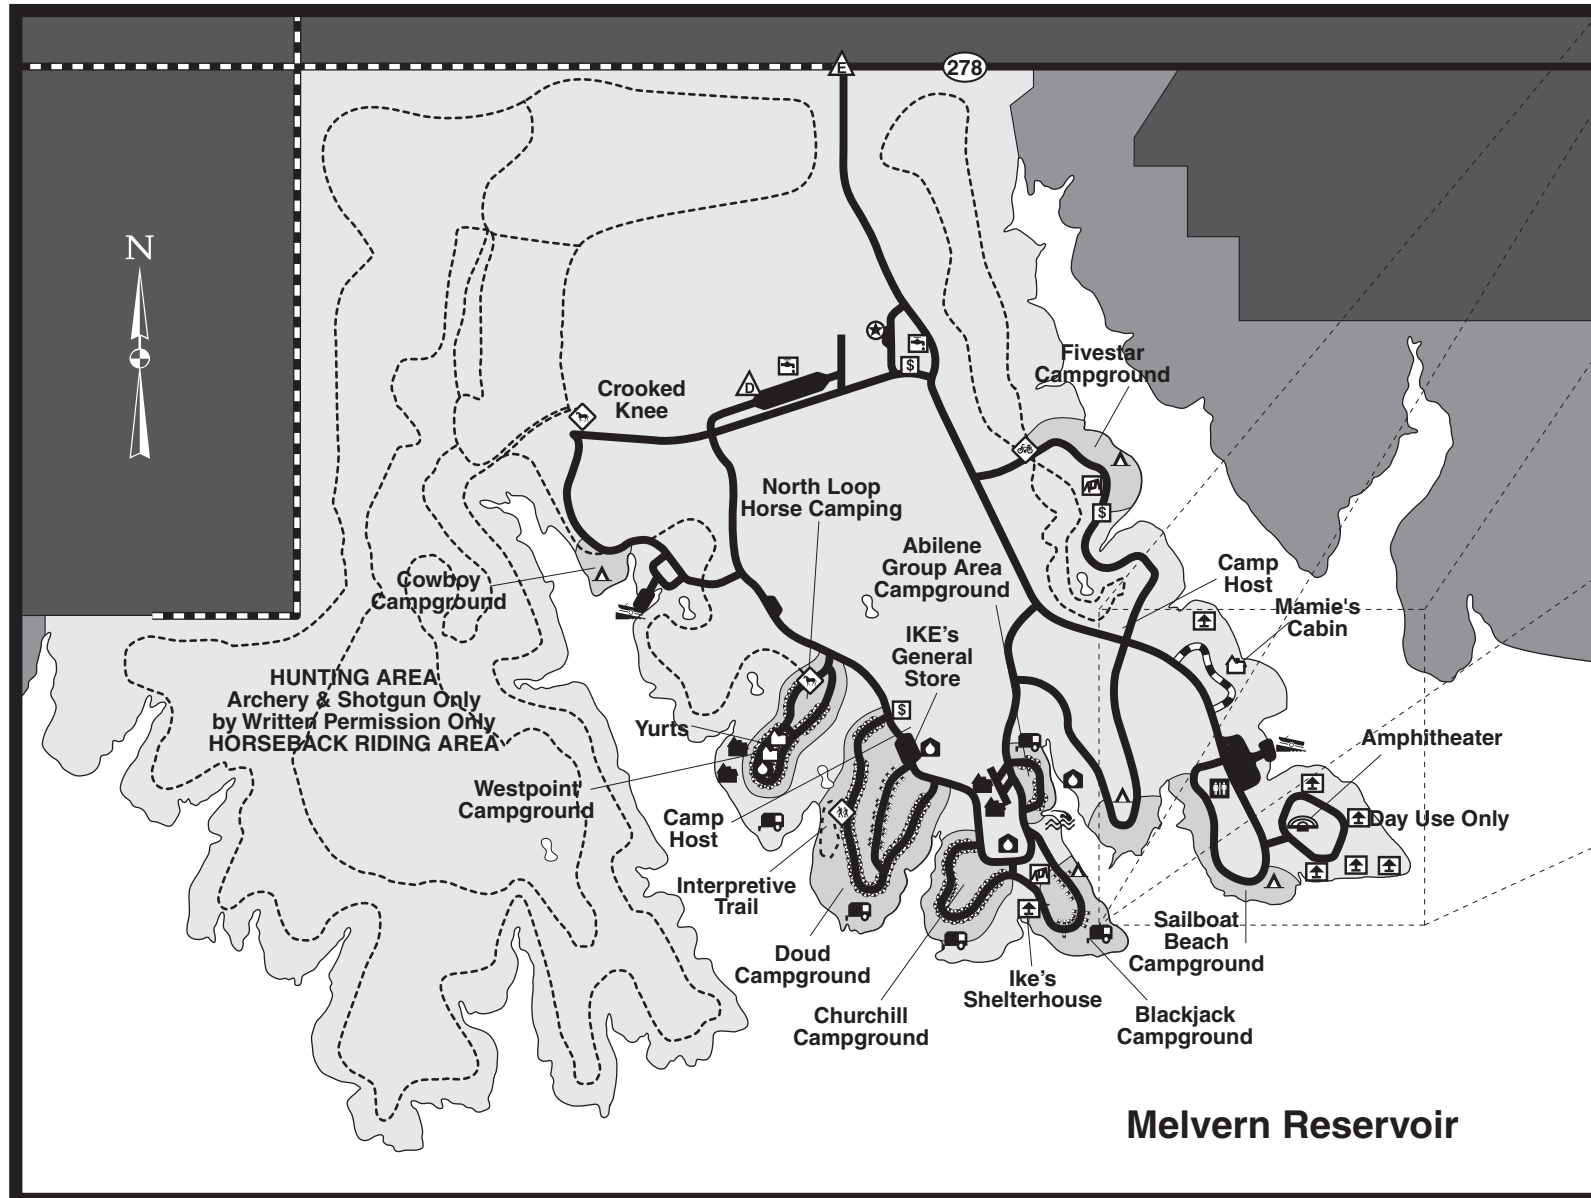 E
278
N
Fivestar
Campground
$
D
Crooked
Knee
North Loop
Horse Camping
$
Abilene
Group Area
Campground
Camp
Host
Mamie's
Cabin
Cowboy
Campground
IKE's
General
Store
HUNTING AREA
Archery & Shotgun Only
by Written Permission Only
HORSEBACK RIDING AREA
Yurts
$
Amphitheater
Westpoint
Campground
Camp
Host
Day Use Only
Interpretive
Trail
Sailboat
Beach
Campground
Doud
Campground
Ike's
Shelterhouse
Churchill
Campground
Blackjack
Campground
Melvern Reservoir